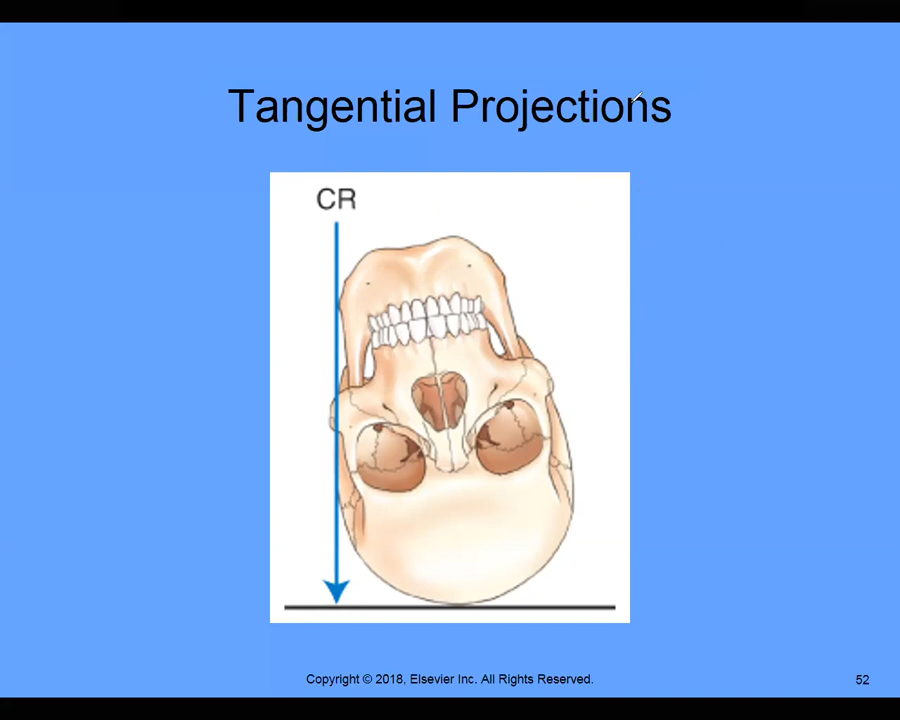 Tangential Projections
CR
Copyright © 2018, Elsevier Inc. All Rights Reserved.
52